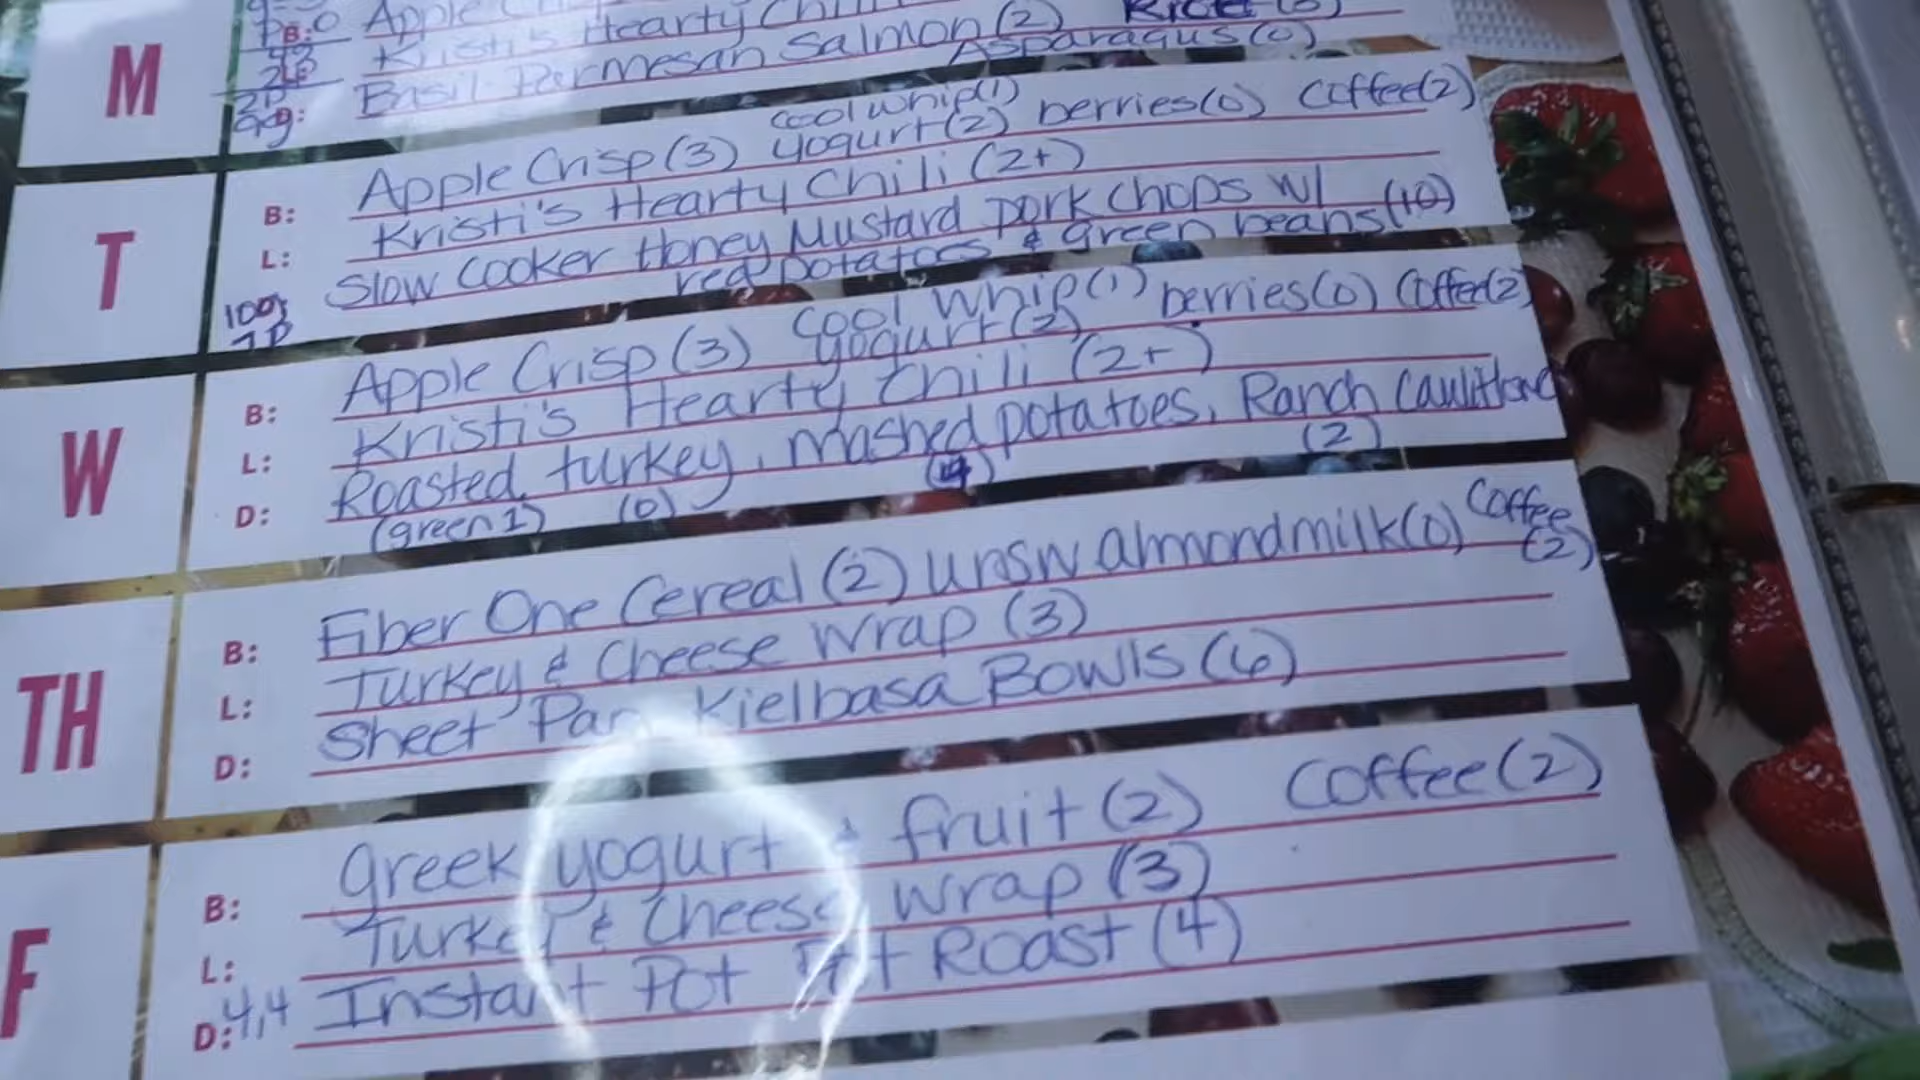 M
B: Apple
Kristi's Hearty Chili
Basil Parmesan Salmon (2) Rice
Asparagus (0)
D:
T
cool whip (1)
B: Apple Crisp (3) yogurt (2) berries (0) Coffee (2)
L: Kristi's Hearty Chili (2+)
Slow Cooker Honey Mustard pork chops w/
red potatoes & green beans (10)
W
cool whip (1)
B: Apple Crisp (3) yogurt (2) berries (0) Coffee (2)
L: Kristi's Hearty Chili (2+)
D: Roasted turkey, mashed potatoes, Ranch
(green 1) (0) (4) (2)
TH
B: Fiber One Cereal (2) unsw almondmilk (0) Coffee (2)
L: Turkey & Cheese Wrap (3)
D: Sheet Pan Kielbasa Bowls (6)
F
B: greek yogurt & fruit (2) Coffee (2)
L: Turkey & Cheese Wrap (3)
D: 4,4 Instant Pot Pot Roast (4)